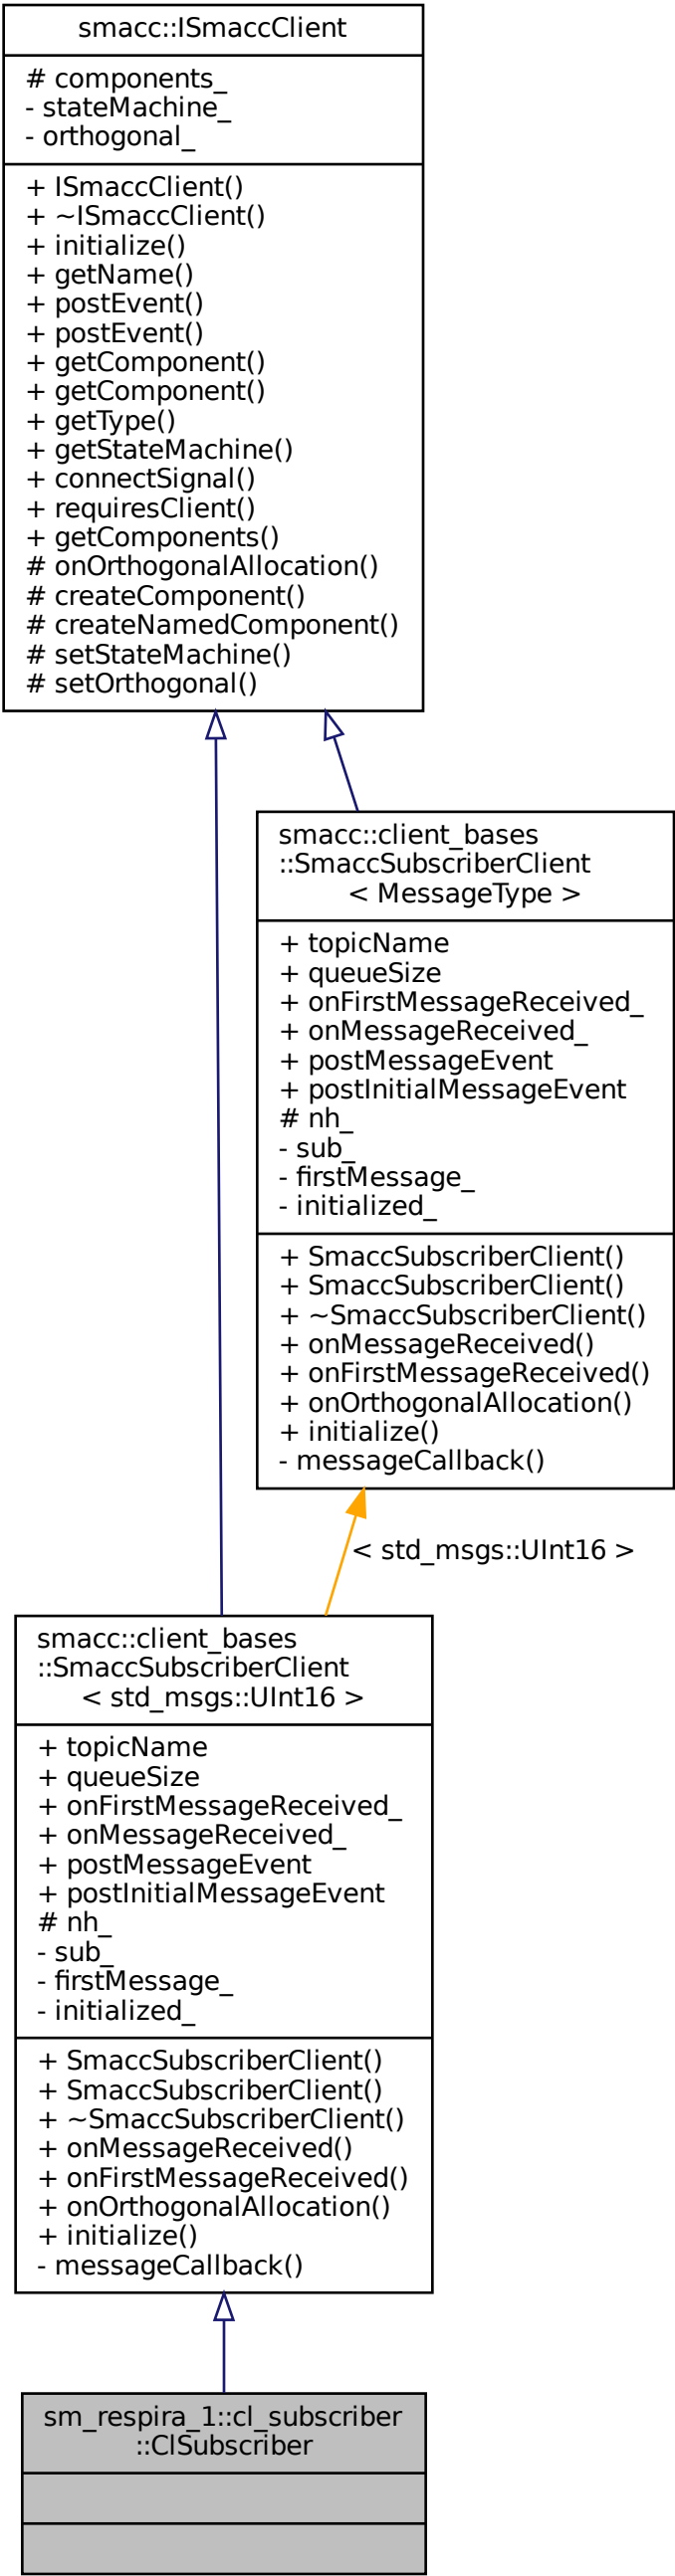 smacc::ISmaccClient
# components_
- stateMachine_
- orthogonal_
+ ISmaccClient()
+ ~ISmaccClient()
+ initialize()
+ getName()
+ postEvent()
+ postEvent()
+ getComponent()
+ getComponent()
+ getType()
+ getStateMachine()
+ connectSignal()
+ requiresClient()
+ getComponents()
# onOrthogonalAllocation()
# createComponent()
# createNamedComponent()
# setStateMachine()
# setOrthogonal()
smacc::client_bases
::SmaccSubscriberClient
< MessageType >
+ topicName
+ queueSize
+ onFirstMessageReceived_
+ onMessageReceived_
+ postMessageEvent
+ postInitialMessageEvent
# nh_
- sub_
- firstMessage_
- initialized_
+ SmaccSubscriberClient()
+ SmaccSubscriberClient()
+ ~SmaccSubscriberClient()
+ onMessageReceived()
+ onFirstMessageReceived()
+ onOrthogonalAllocation()
+ initialize()
- messageCallback()
< std_msgs::UInt16 >
smacc::client_bases
::SmaccSubscriberClient
< std_msgs::UInt16 >
+ topicName
+ queueSize
+ onFirstMessageReceived_
+ onMessageReceived_
+ postMessageEvent
+ postInitialMessageEvent
# nh_
- sub_
- firstMessage_
- initialized_
+ SmaccSubscriberClient()
+ SmaccSubscriberClient()
+ ~SmaccSubscriberClient()
+ onMessageReceived()
+ onFirstMessageReceived()
+ onOrthogonalAllocation()
+ initialize()
- messageCallback()
sm_respira_1::cl_subscriber
::ClSubscriber